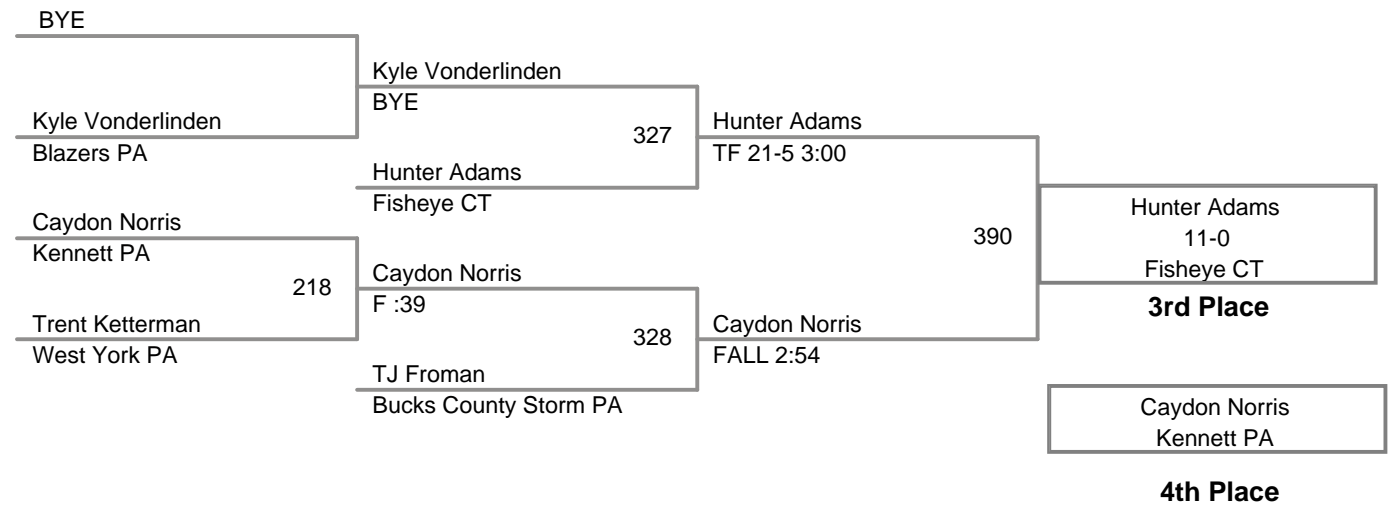 BYE
Kyle Vonderlinden
BYE
Kyle Vonderlinden
Blazers PA
327
Hunter Adams
TF 21-5 3:00
Hunter Adams
Fisheye CT
Caydon Norris
Kennett PA
218
Caydon Norris
F :39
Trent Ketterman
West York PA
328
Caydon Norris
FALL 2:54
TJ Froman
Bucks County Storm PA
390
Hunter Adams
11-0
Fisheye CT
3rd Place
Caydon Norris
Kennett PA
4th Place